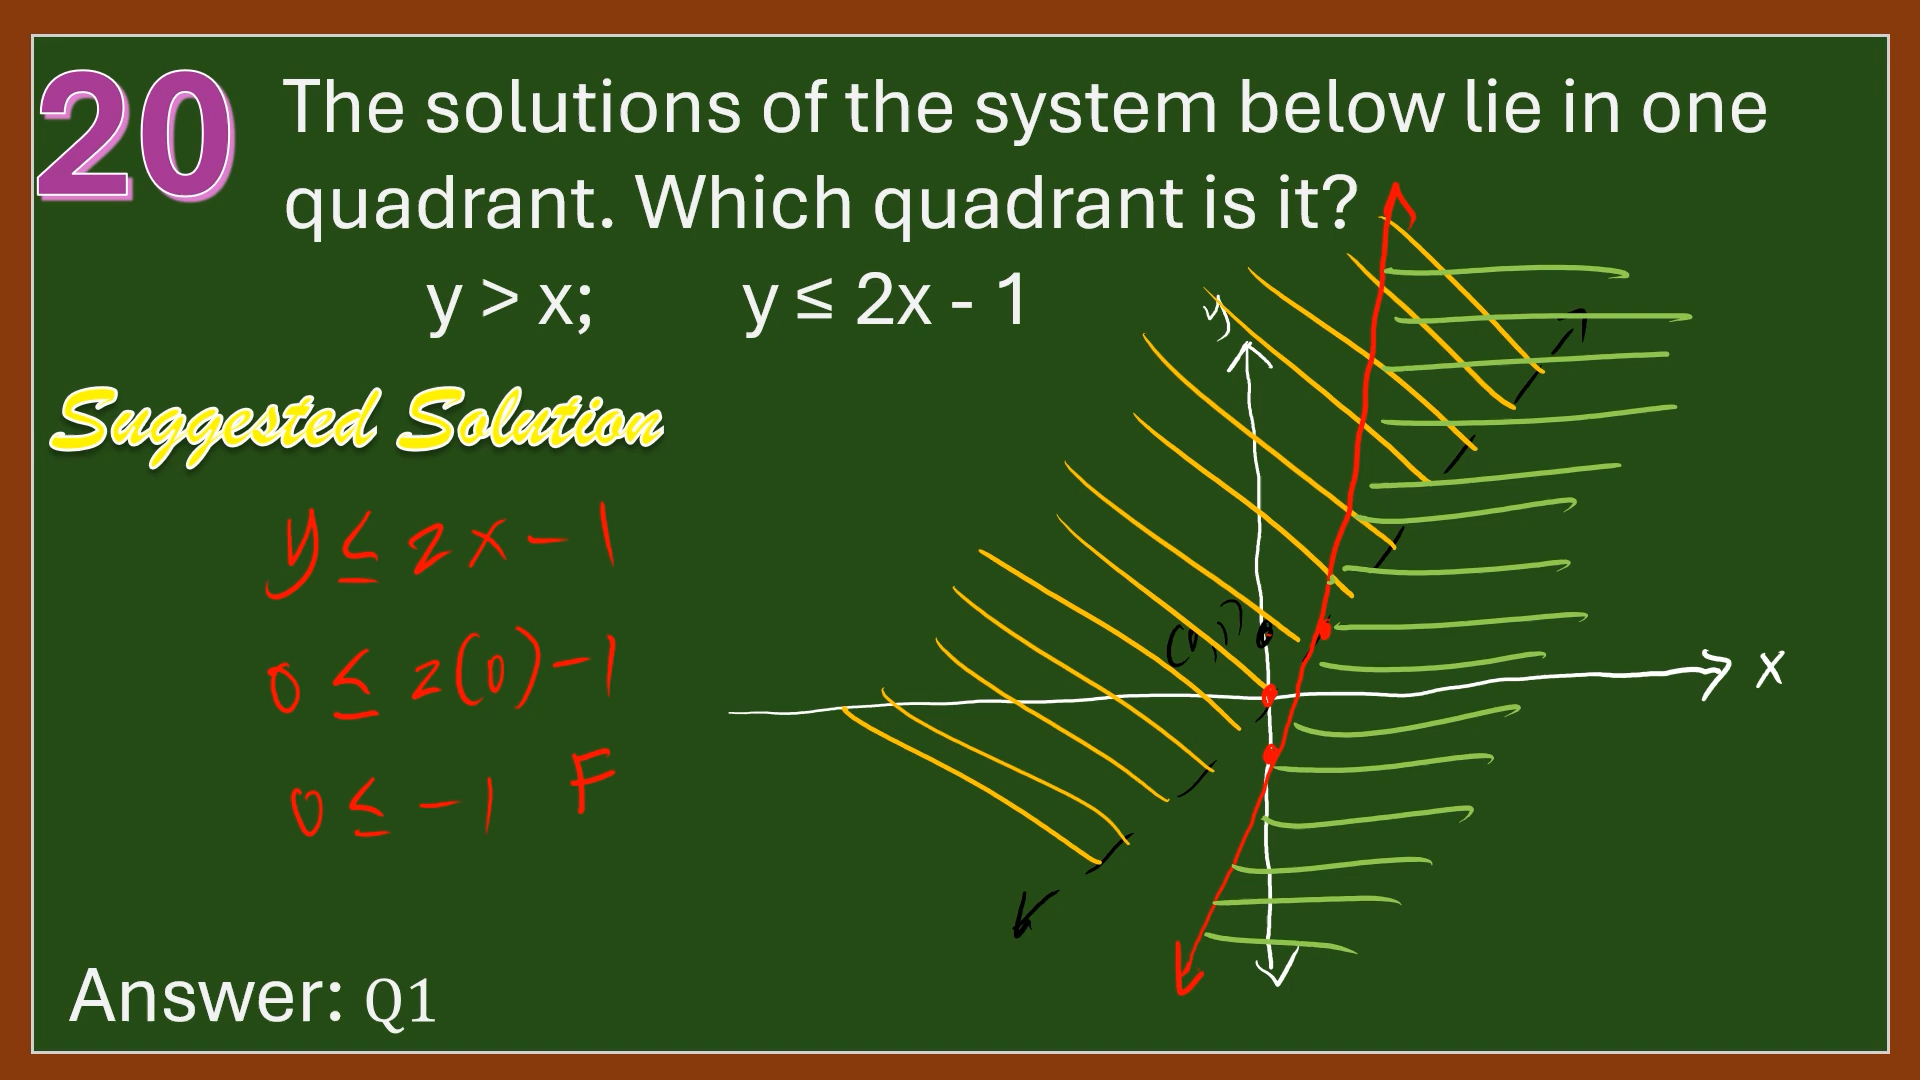 20
The solutions of the system below lie in one
quadrant. Which quadrant is it?
y > x; y ≤ 2x - 1
Suggested Solution
y ≤ 2x - 1
0 ≤ 2(0) - 1
0 ≤ -1 F
y
x
Answer: Q1